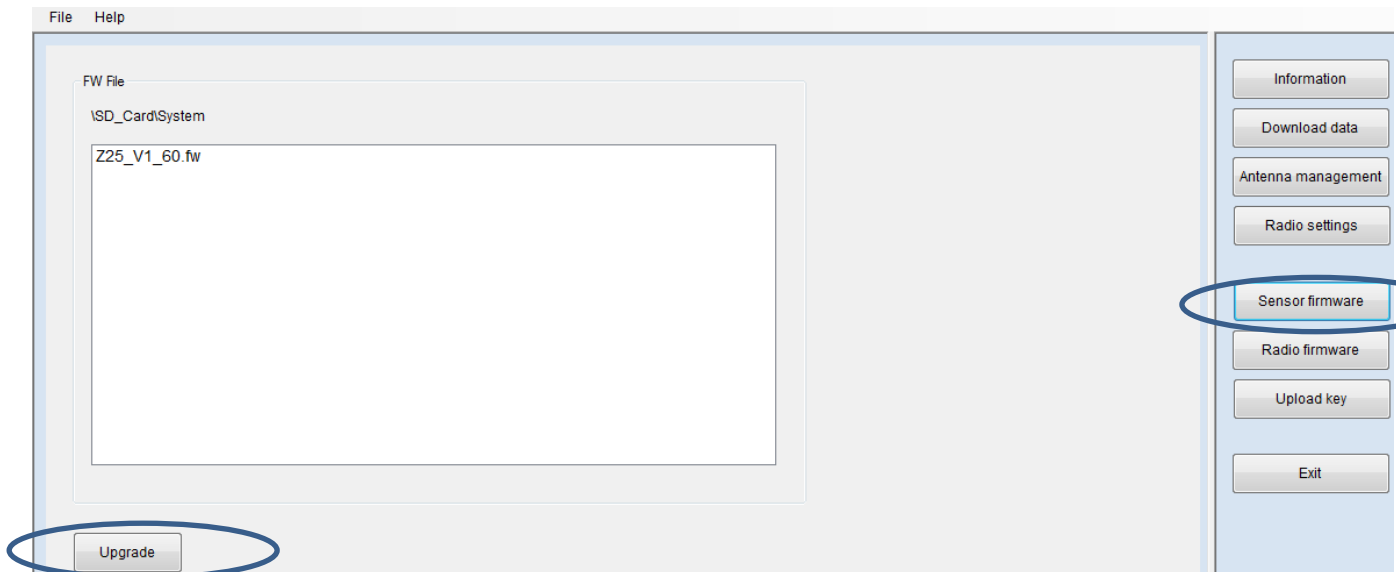 File Help
FW File
\SD_Card\System
Z25_V1_60.fw
Upgrade
Information
Download data
Antenna management
Radio settings
Sensor firmware
Radio firmware
Upload key
Exit